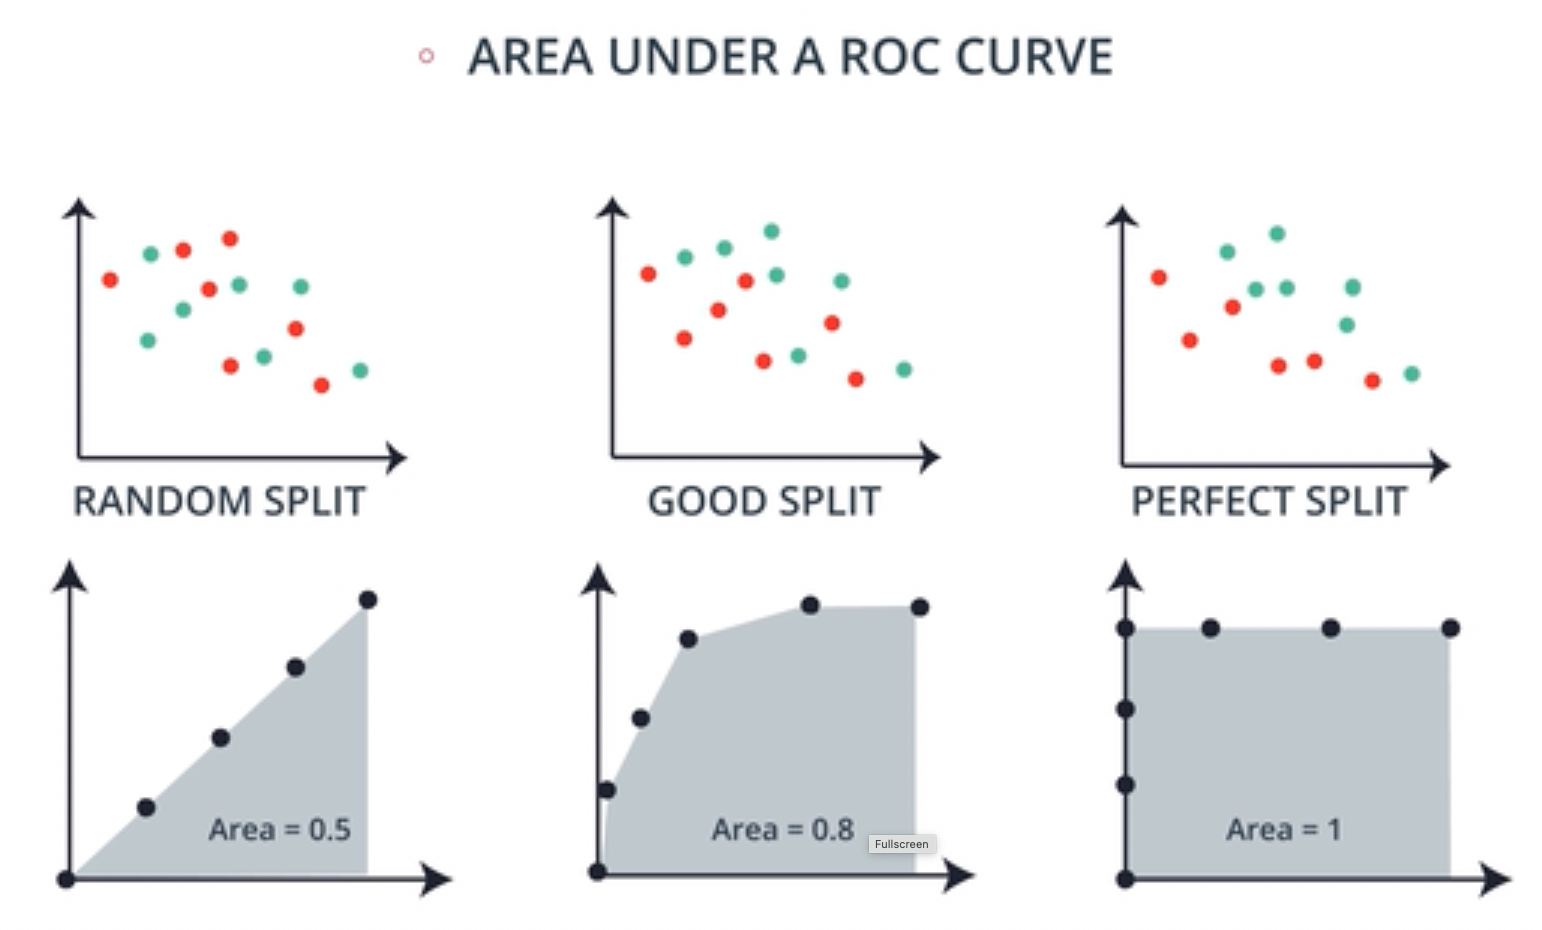 AREA UNDER A ROC CURVE
RANDOM SPLIT
GOOD SPLIT
PERFECT SPLIT
Area = 0.5
Area = 0.8
Fullscreen
Area = 1